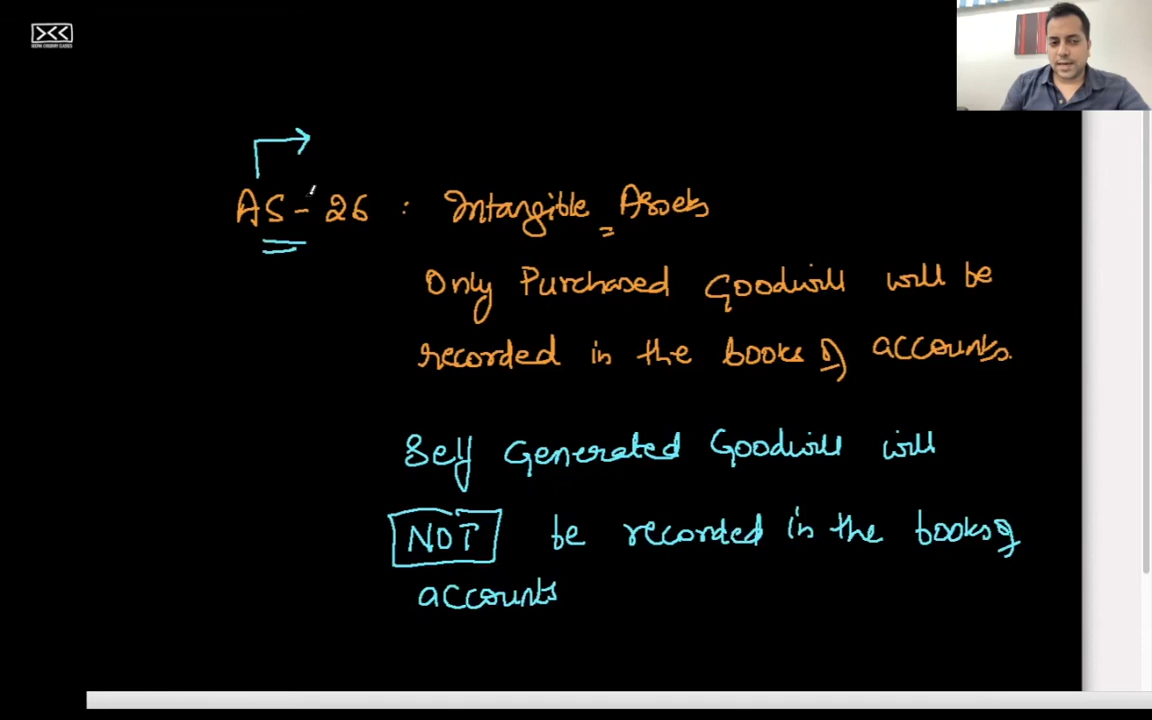 AS-26 : Intangible Assets
Only Purchased Goodwill will be
recorded in the books of accounts.
Self Generated Goodwill will
NOT be recorded in the books of
accounts